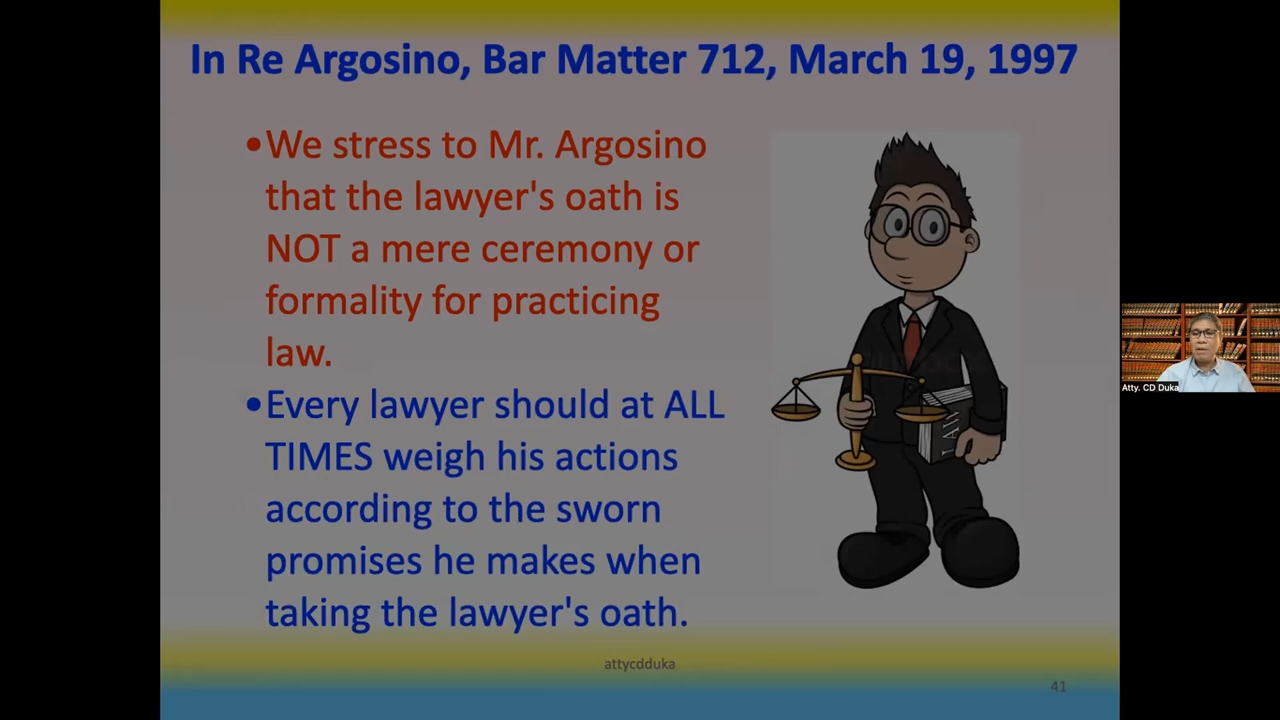 In Re Argosino, Bar Matter 712, March 19, 1997
•We stress to Mr. Argosino
that the lawyer's oath is
NOT a mere ceremony or
formality for practicing
law.
•Every lawyer should at ALL
TIMES weigh his actions
according to the sworn
promises he makes when
taking the lawyer's oath.
LAW
Atty. CD Duka
attycdduka
41